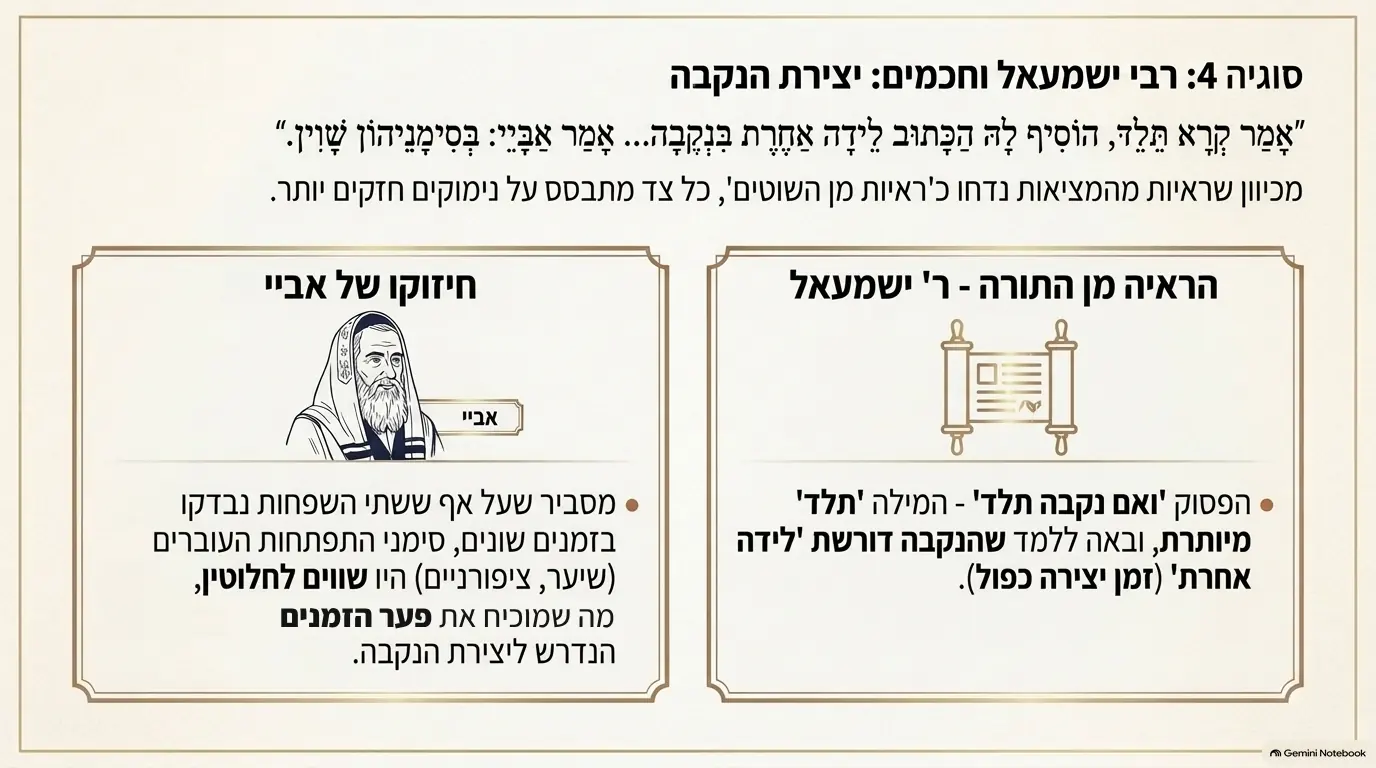 סוגיה 4: רבי ישמעאל וחכמים: יצירת הנקבה
"אָמַר קְרָא תֵּלֵד, הוֹסִיף לָהּ הַכָּתוּב לֵידָה אַחֶרֶת בִּנְקֵבָה... אָמַר אַבָּיֵי: בְּסִימָנֵיהוֹן שָׁוִין."
מכיוון שראיות מהמציאות נדחו כ'ראיות מן השוטים', כל צד מתבסס על נימוקים חזקים יותר.
הראיה מן התורה - ר' ישמעאל
• הפסוק 'ואם נקבה תלד' - המילה 'תלד'
מיותרת, ובאה ללמד שהנקבה דורשת 'לידה
אחרת' (זמן יצירה כפול).
חיזוקו של אביי
אביי
• מסביר שעל אף ששתי השפחות נבדקו
בזמנים שונים, סימני התפתחות העוברים
(שיער, ציפורניים) היו שווים לחלוטין,
מה שמוכיח את פער הזמנים
הנדרש ליצירת הנקבה.
Gemini Notebook